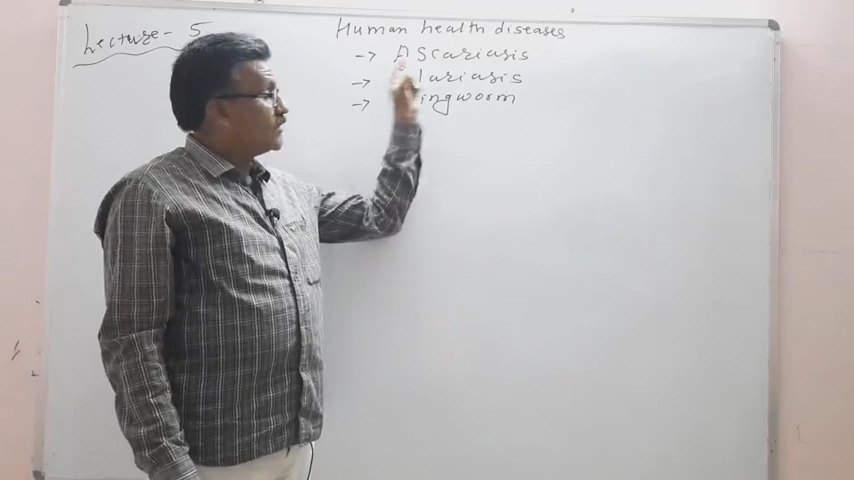 Lecture - 5
Human health diseases
-> Ascariasis
-> lariasis
-> ingworm